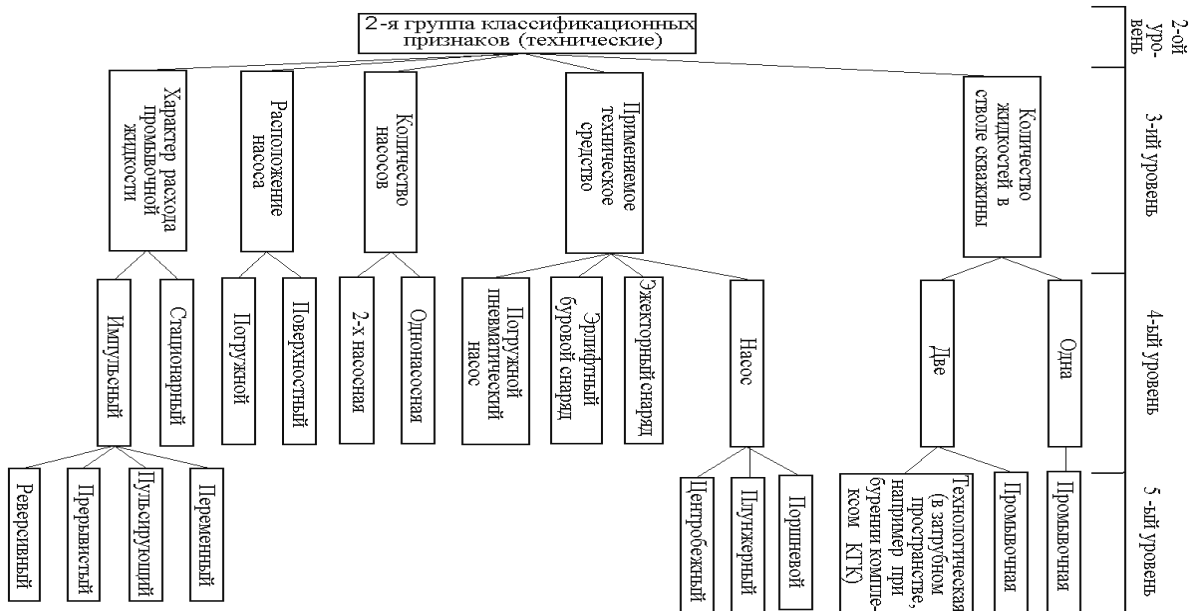 2-я группа классификационных
признаков (технические)
2-ой
уро-
вень
Характер расхода
промывочной
жидкости
Расположение
насоса
Количество
насосов
Применяемое
техническое
средство
Количество
жидкостей в
стволе скважины
3-ий уровень
Импульсный
Стационарный
Погружной
Поверхностный
2-х насосная
Однонасосная
Погружной
пневматический
насос
Эрлифтный
буровой снаряд
Эжекторный снаряд
Насос
Две
Одна
4-ый уровень
Реверсивный
Прерывистый
Пульсирующий
Переменный
Центробежный
Плунжерный
Поршневой
Технологическая
(в затрубном
пространстве,
например при
бурении компле-
ксом КГК)
Промывочная
Промывочная
5 -ый уровень